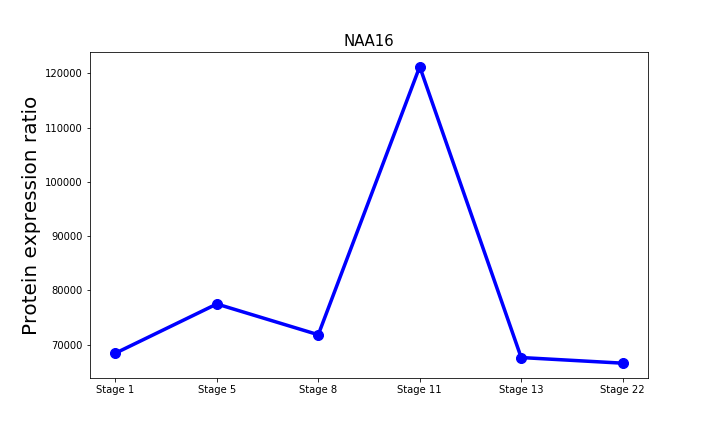 NAA16
Protein expression ratio
120000
110000
100000
90000
80000
70000
Stage 1 Stage 5 Stage 8 Stage 11 Stage 13 Stage 22